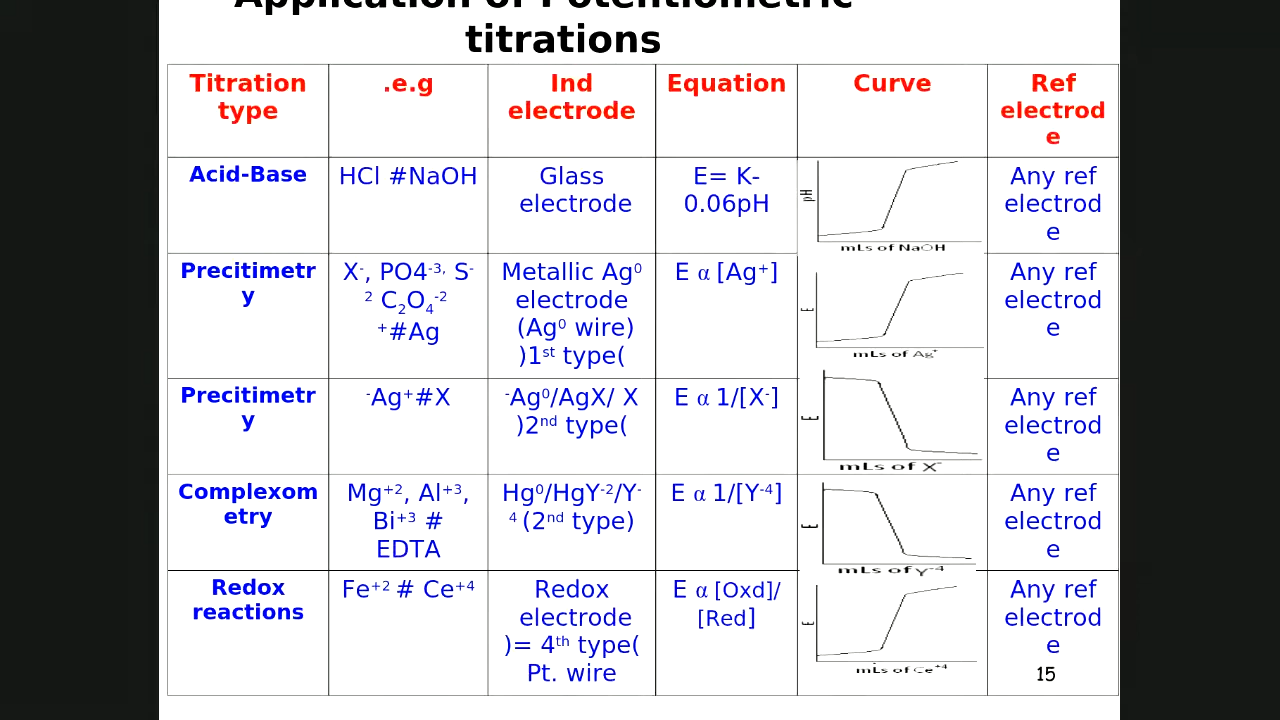 Application of Potentiometric
titrations
Titration
type
.e.g
Ind
electrode
Equation
Curve
Ref
electrod
e
Acid-Base
HCl #NaOH
Glass
electrode
E= K-
0.06pH
pH
mLs of NaOH
Any ref
electrod
e
Precitimetr
y
X⁻, PO4⁻³, S⁻
² C₂O₄⁻²
⁺#Ag
Metallic Ag⁰
electrode
(Ag⁰ wire)
)1ˢᵗ type(
E α [Ag⁺]
E
mLs of Ag⁺
Any ref
electrod
e
Precitimetr
y
⁻Ag⁺#X
⁻Ag⁰/AgX/ X
)2ⁿᵈ type(
E α 1/[X⁻]
E
mLs of X⁻
Any ref
electrod
e
Complexom
etry
Mg⁺², Al⁺³,
Bi⁺³ #
EDTA
Hg⁰/HgY⁻²/Y⁻
⁴ (2ⁿᵈ type)
E α 1/[Y⁻⁴]
E
mLs of Y⁻⁴
Any ref
electrod
e
Redox
reactions
Fe⁺² # Ce⁺⁴
Redox
electrode
)= 4ᵗʰ type(
Pt. wire
E α [Oxd]/
[Red]
E
mLs of Ce⁺⁴
Any ref
electrod
e
15